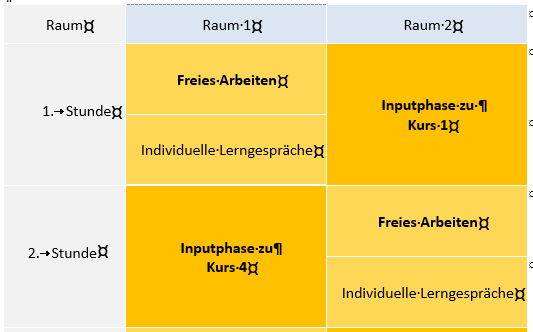 Raum
Raum 1
Raum 2
1. Stunde
Freies Arbeiten
Individuelle Lerngespräche
Inputphase zu
Kurs 1
2. Stunde
Inputphase zu
Kurs 4
Freies Arbeiten
Individuelle Lerngespräche